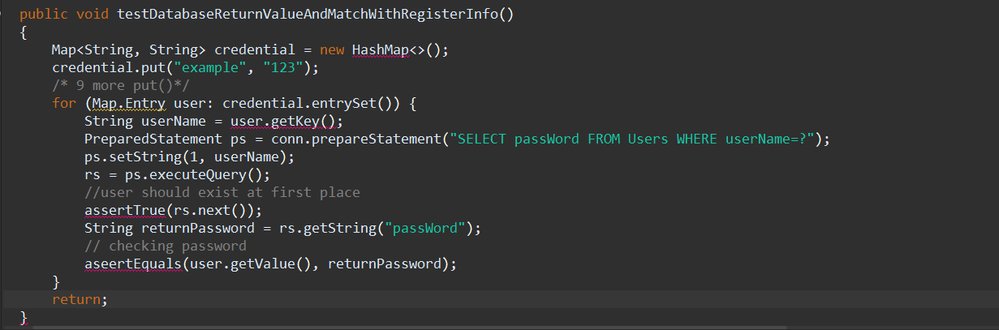 public void testDatabaseReturnValueAndMatchWithRegisterInfo()
{
    Map<String, String> credential = new HashMap<>();
    credential.put("example", "123");
    /* 9 more put()*/
    for (Map.Entry user: credential.entrySet()) {
        String userName = user.getKey();
        PreparedStatement ps = conn.prepareStatement("SELECT passWord FROM Users WHERE userName=?");
        ps.setString(1, userName);
        rs = ps.executeQuery();
        //user should exist at first place
        assertTrue(rs.next());
        String returnPassword = rs.getString("passWord");
        // checking password
        aseertEquals(user.getValue(), returnPassword);
    }
    return;
}